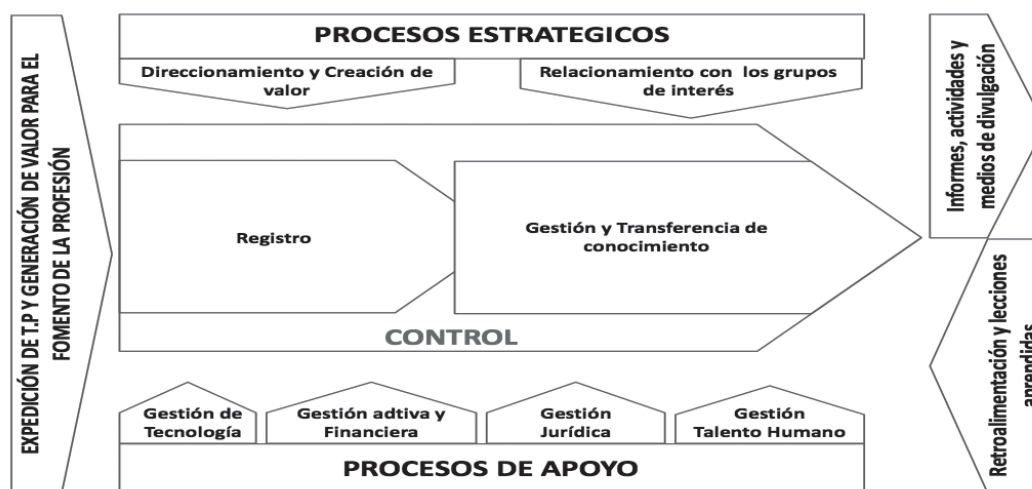 EXPEDICIÓN DE T.P Y GENERACIÓN DE VALOR PARA EL
FOMENTO DE LA PROFESIÓN
PROCESOS ESTRATEGICOS
Direccionamiento y Creación de
valor
Relacionamiento con los grupos
de interés
Registro
Gestión y Transferencia de
conocimiento
CONTROL
Gestión de
Tecnología
Gestión adtiva y
Financiera
Gestión
Jurídica
Gestión
Talento Humano
PROCESOS DE APOYO
Informes, actividades y
medios de divulgación
Retroalimentación y lecciones
aprendidas